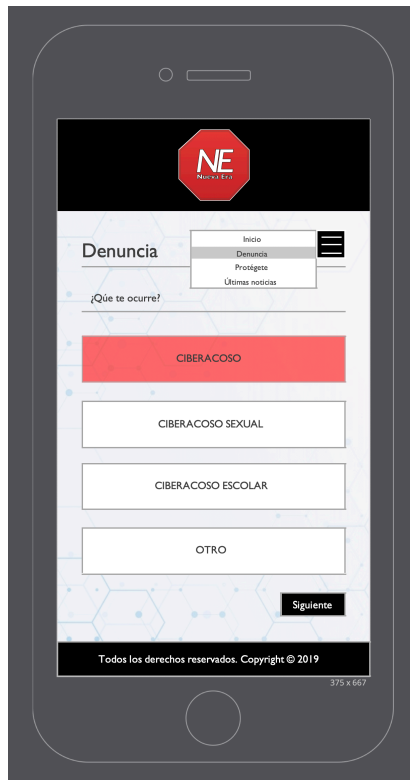 NE
Nueva Era
Inicio
Denuncia
Denuncia
Protégete
Últimas noticias
¿Qúe te ocurre?
CIBERACOSO
CIBERACOSO SEXUAL
CIBERACOSO ESCOLAR
OTRO
Siguiente
Todos los derechos reservados. Copyright © 2019
375 x 667